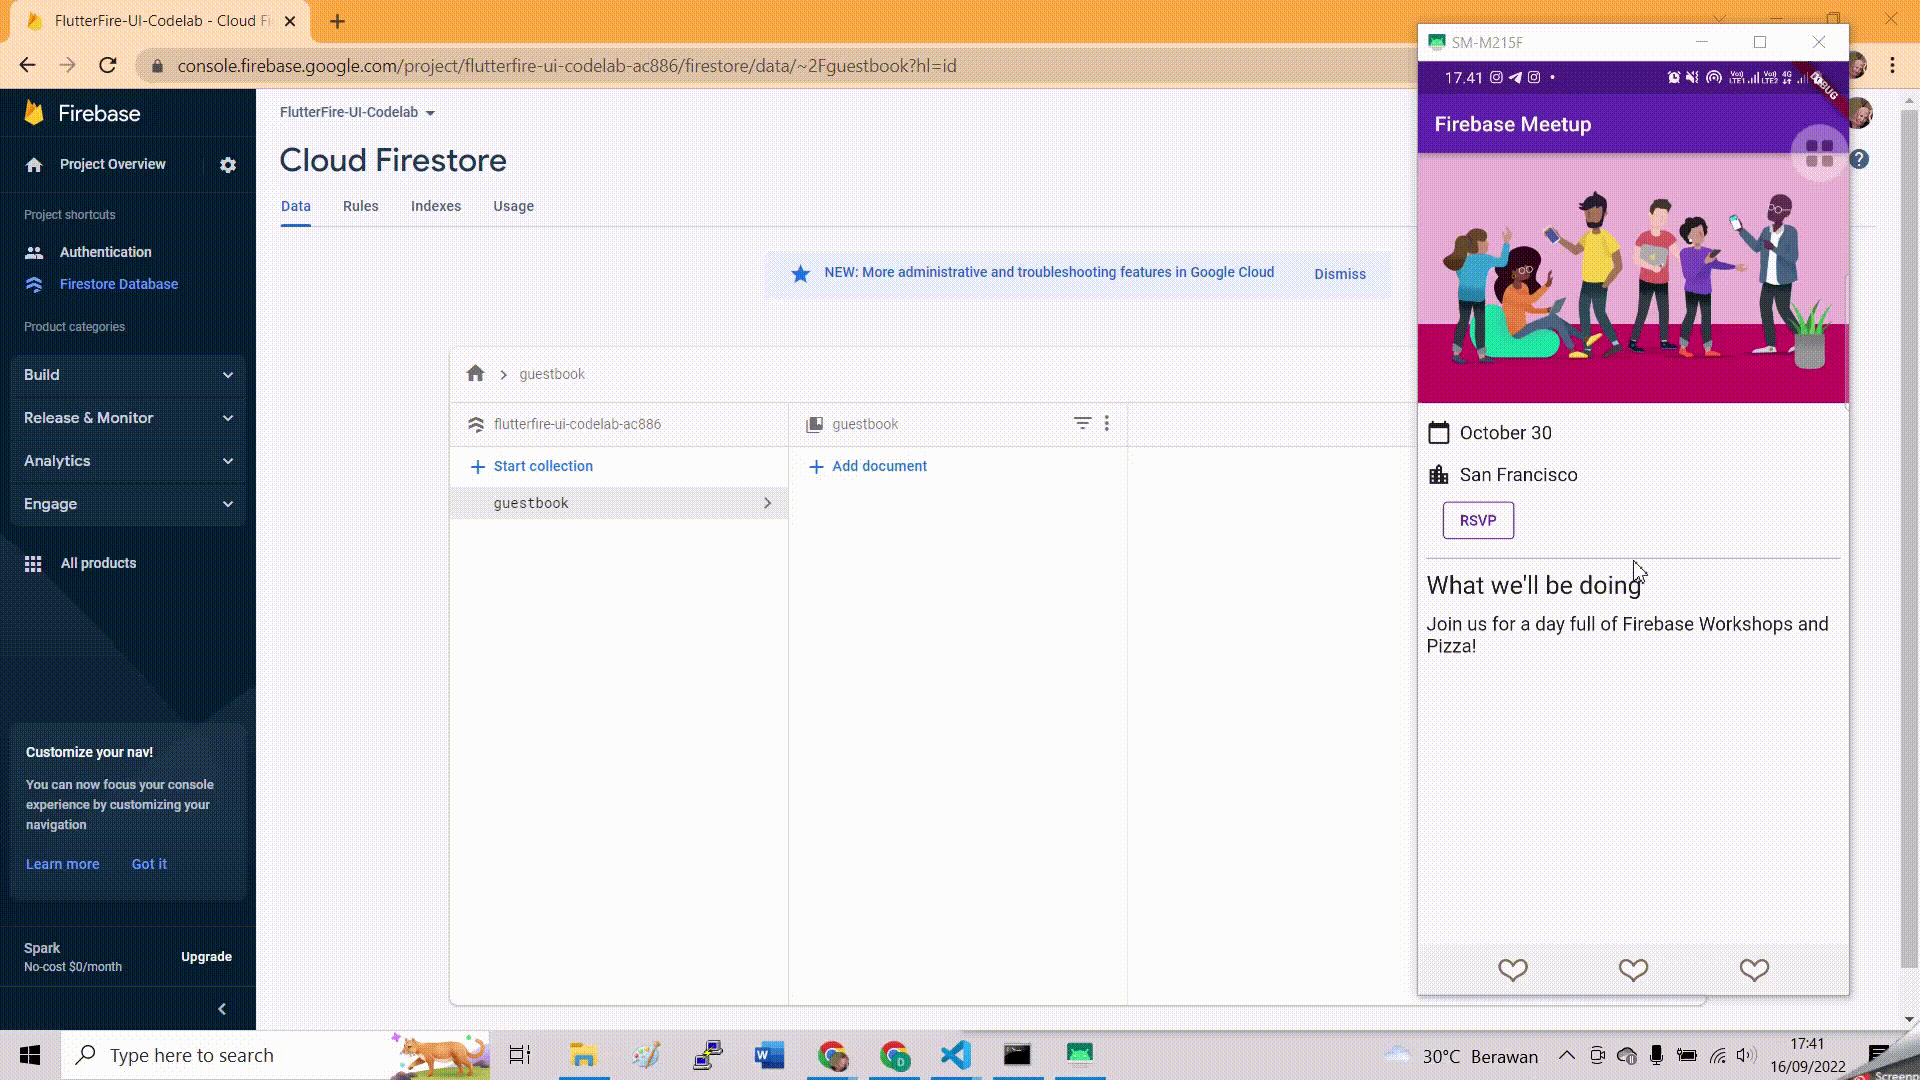 FlutterFire-UI-Codelab - Cloud Fi
console.firebase.google.com/project/flutterfire-ui-codelab-ac886/firestore/data/~2Fguestbook?hl=id
Firebase
Project Overview
Project shortcuts
Authentication
Firestore Database
Product categories
Build
Release & Monitor
Analytics
Engage
All products
Customize your nav!
You can now focus your console
experience by customizing your
navigation
Learn more Got it
Spark
No-cost $0/month
Upgrade
FlutterFire-UI-Codelab
Cloud Firestore
Data Rules Indexes Usage
NEW: More administrative and troubleshooting features in Google Cloud Dismiss
guestbook
flutterfire-ui-codelab-ac886
Start collection
guestbook
guestbook
Add document
SM-M215F
17.41
Firebase Meetup
October 30
San Francisco
RSVP
What we'll be doing
Join us for a day full of Firebase Workshops and
Pizza!
Type here to search
30°C Berawan
17:41
16/09/2022